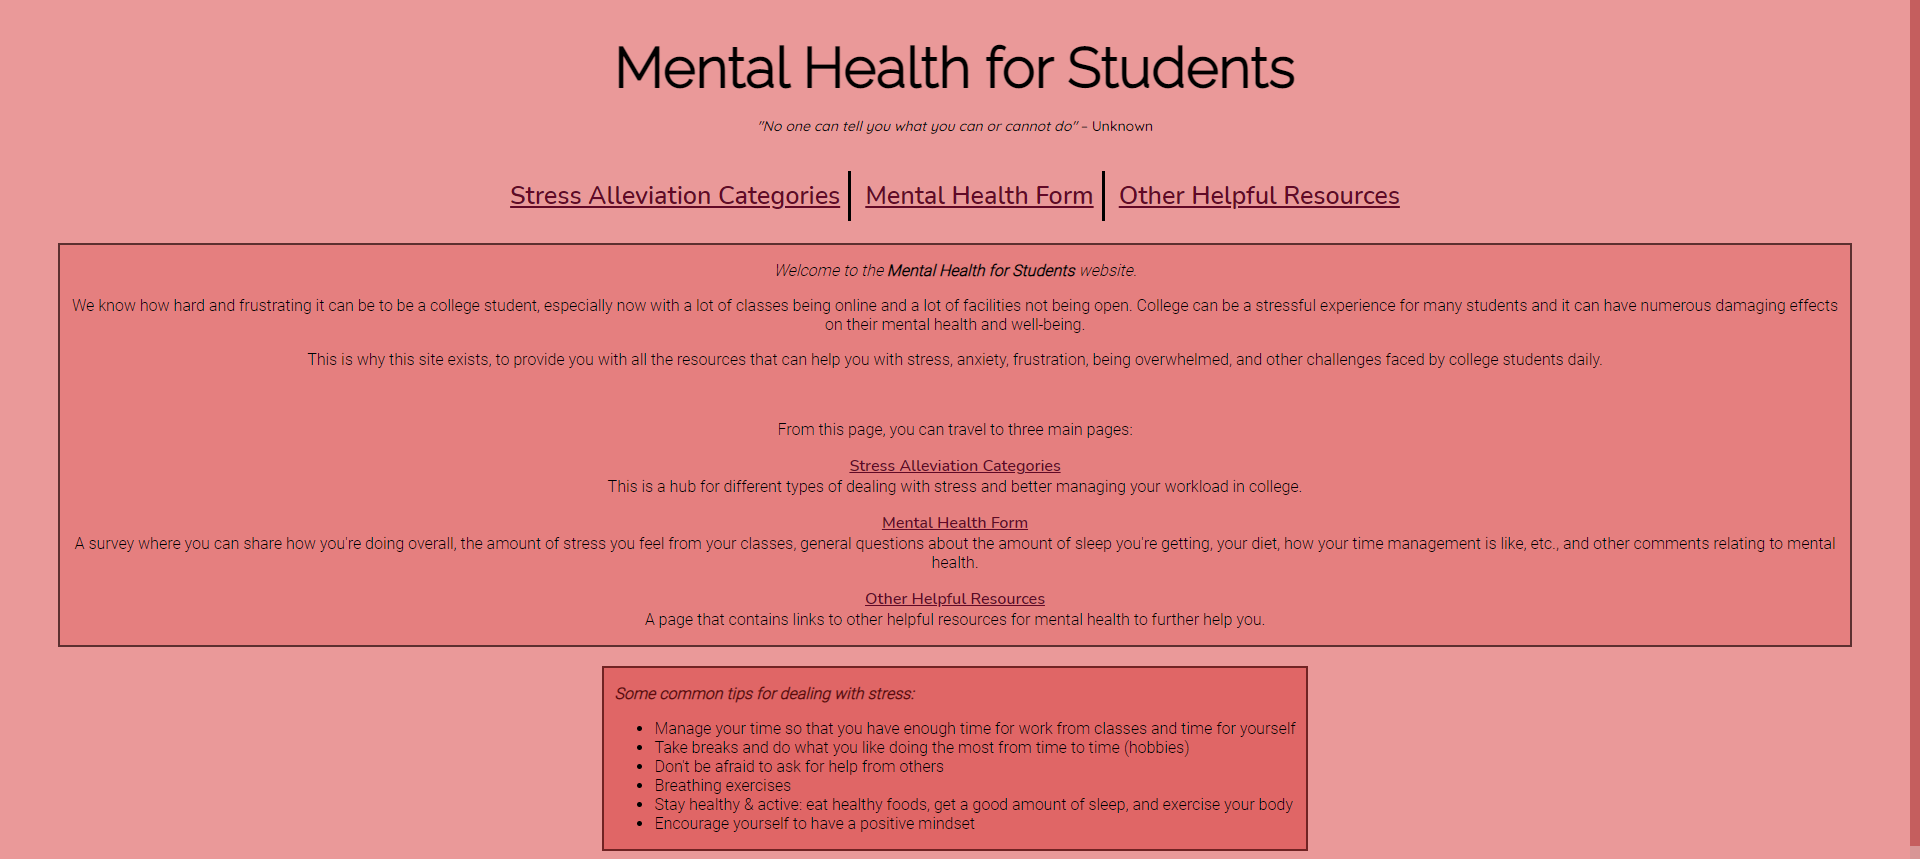 Mental Health for Students
"No one can tell you what you can or cannot do" - Unknown
Stress Alleviation Categories
Mental Health Form
Other Helpful Resources
Welcome to the Mental Health for Students website.
We know how hard and frustrating it can be to be a college student, especially now with a lot of classes being online and a lot of facilities not being open. College can be a stressful experience for many students and it can have numerous damaging effects
on their mental health and well-being.
This is why this site exists, to provide you with all the resources that can help you with stress, anxiety, frustration, being overwhelmed, and other challenges faced by college students daily.
From this page, you can travel to three main pages:
Stress Alleviation Categories
This is a hub for different types of dealing with stress and better managing your workload in college.
Mental Health Form
A survey where you can share how you're doing overall, the amount of stress you feel from your classes, general questions about the amount of sleep you're getting, your diet, how your time management is like, etc., and other comments relating to mental
health.
Other Helpful Resources
A page that contains links to other helpful resources for mental health to further help you.
Some common tips for dealing with stress:
• Manage your time so that you have enough time for work from classes and time for yourself
• Take breaks and do what you like doing the most from time to time (hobbies)
• Don't be afraid to ask for help from others
• Breathing exercises
• Stay healthy & active: eat healthy foods, get a good amount of sleep, and exercise your body
• Encourage yourself to have a positive mindset